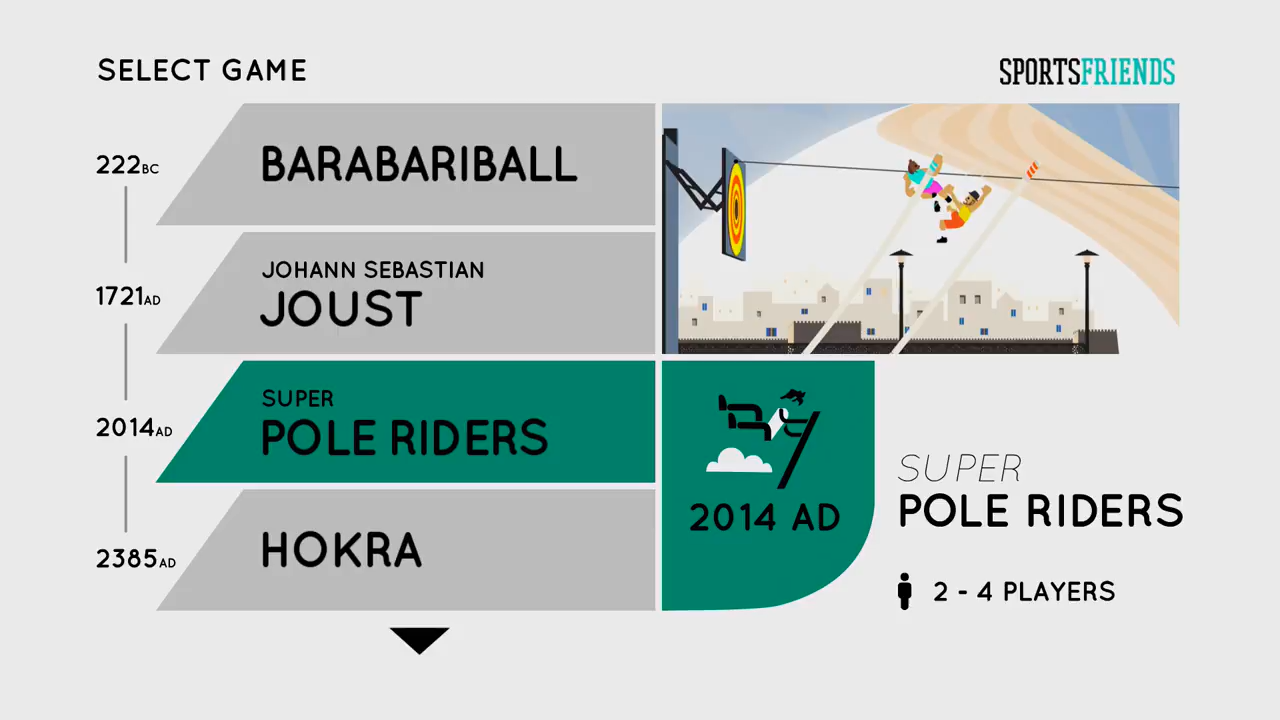 SELECT GAME
SPORTSFRIENDS
222BC
BARABARIBALL
1721AD
JOHANN SEBASTIAN
JOUST
2014AD
SUPER
POLE RIDERS
2385AD
HOKRA
2014 AD
SUPER
POLE RIDERS
2 - 4 PLAYERS